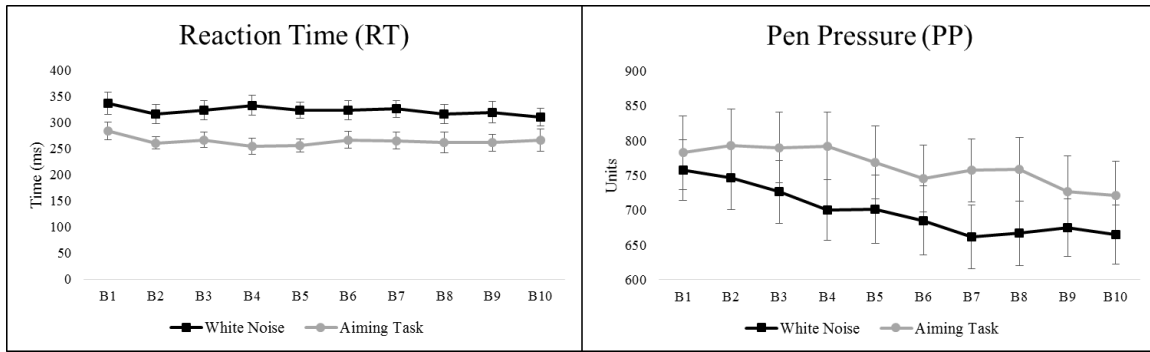 Reaction Time (RT)
400
350
300
250
200
150
100
50
0
Time (ms)
B1 B2 B3 B4 B5 B6 B7 B8 B9 B10
White Noise Aiming Task
Pen Pressure (PP)
900
850
800
750
700
650
600
Units
B1 B2 B3 B4 B5 B6 B7 B8 B9 B10
White Noise Aiming Task